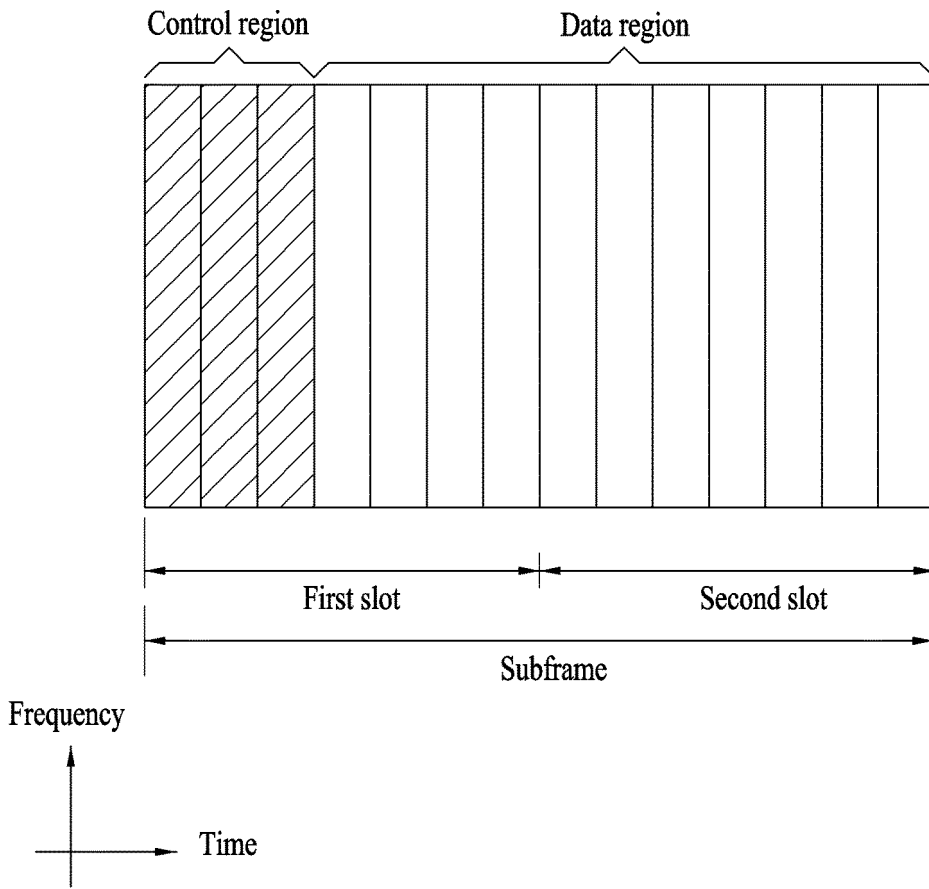 Control region
Data region
First slot
Second slot
Subframe
Frequency
Time